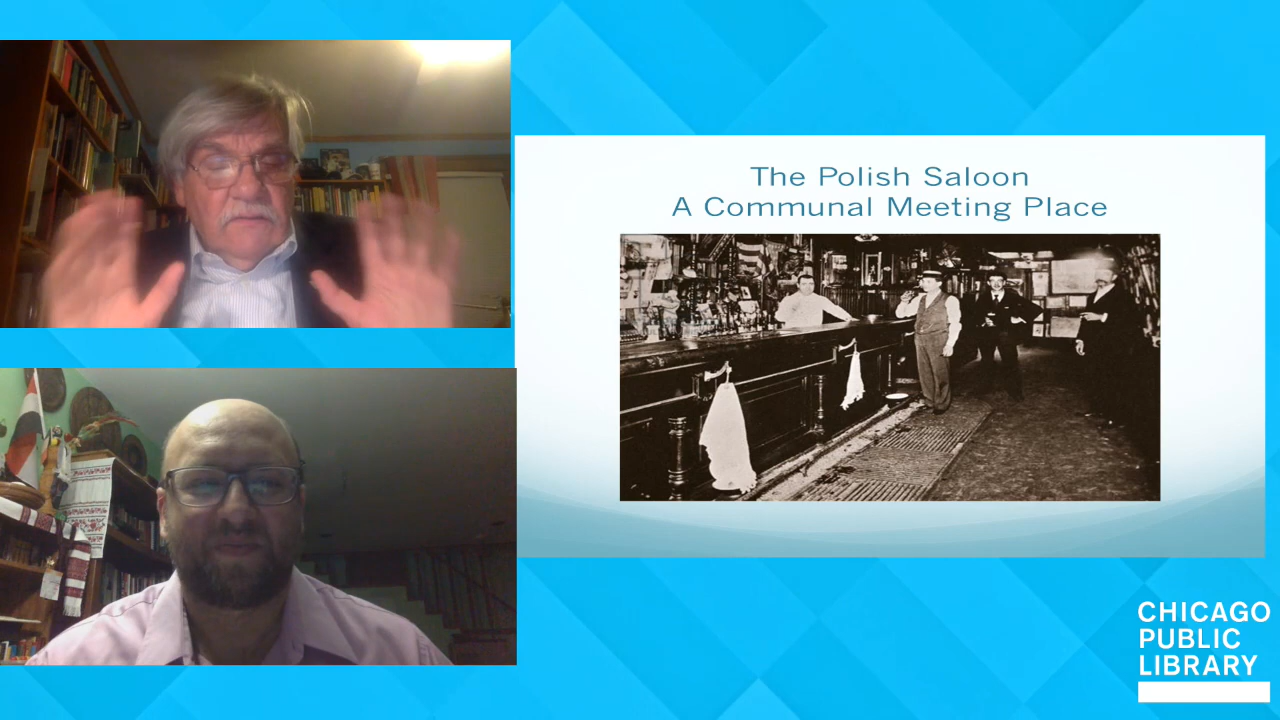 The Polish Saloon
A Communal Meeting Place
CHICAGO
PUBLIC
LIBRARY